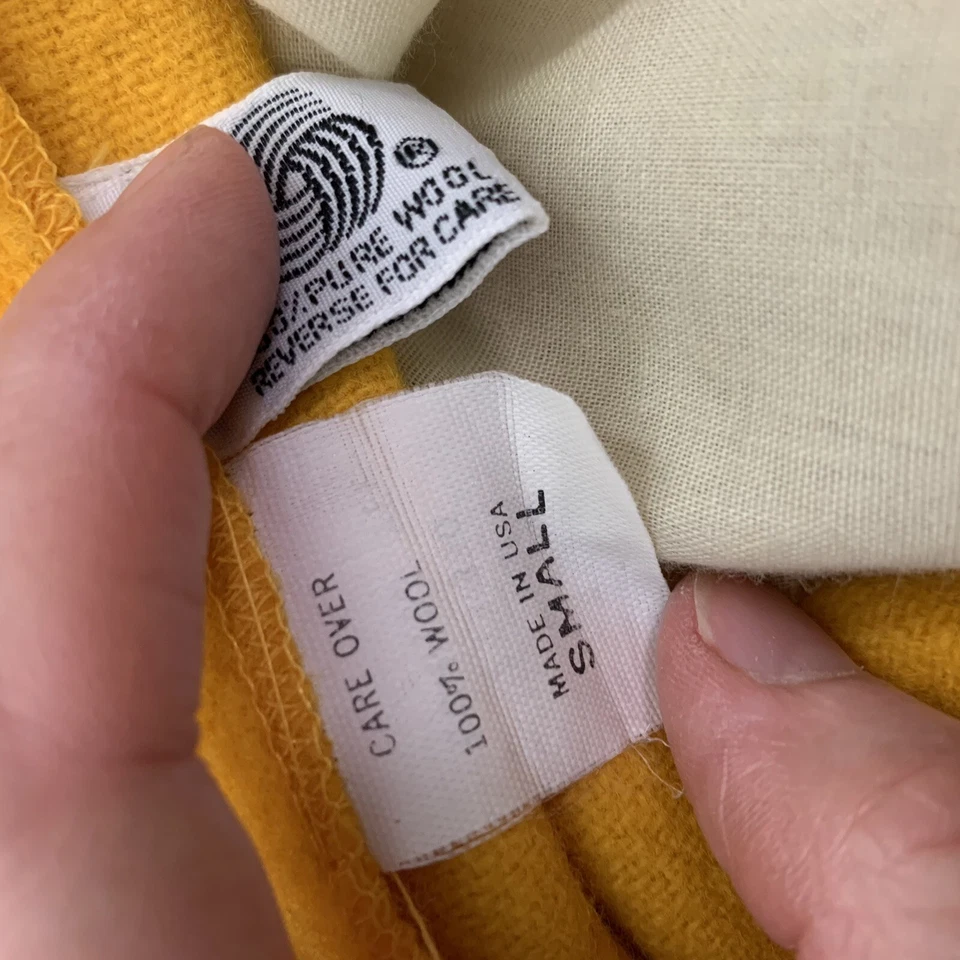 ®
PURE WOOL
REVERSE FOR CARE
CARE OVER
100% WOOL
MADE IN USA
SMALL